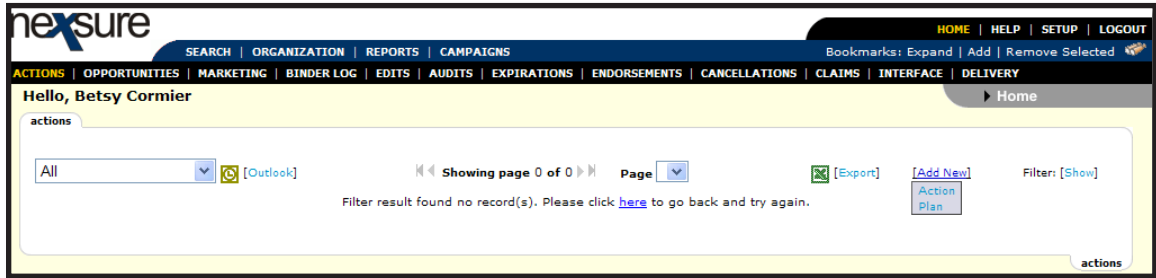 nexsure
HOME | HELP | SETUP | LOGOUT
SEARCH | ORGANIZATION | REPORTS | CAMPAIGNS Bookmarks: Expand | Add | Remove Selected
ACTIONS | OPPORTUNITIES | MARKETING | BINDER LOG | EDITS | AUDITS | EXPIRATIONS | ENDORSEMENTS | CANCELLATIONS | CLAIMS | INTERFACE | DELIVERY
Hello, Betsy Cormier Home
actions
All [Outlook] Showing page 0 of 0 Page [Export] [Add New] Filter: [Show]
Action
Filter result found no record(s). Please click here to go back and try again. Plan
actions